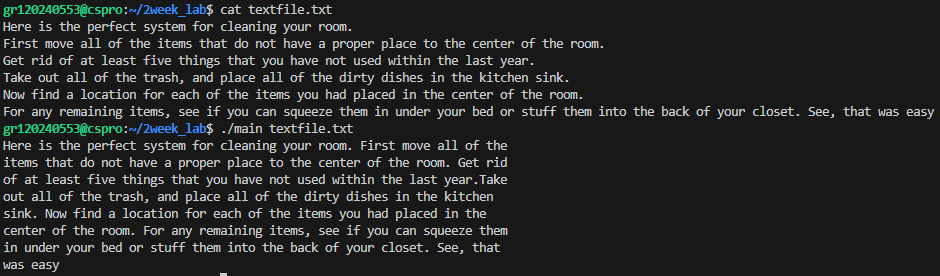 gr120240553@cspro:~/2week_lab$ cat textfile.txt
Here is the perfect system for cleaning your room.
First move all of the items that do not have a proper place to the center of the room.
Get rid of at least five things that you have not used within the last year.
Take out all of the trash, and place all of the dirty dishes in the kitchen sink.
Now find a location for each of the items you had placed in the center of the room.
For any remaining items, see if you can squeeze them in under your bed or stuff them into the back of your closet. See, that was easy
gr120240553@cspro:~/2week_lab$ ./main textfile.txt
Here is the perfect system for cleaning your room. First move all of the
items that do not have a proper place to the center of the room. Get rid
of at least five things that you have not used within the last year.Take
out all of the trash, and place all of the dirty dishes in the kitchen
sink. Now find a location for each of the items you had placed in the
center of the room. For any remaining items, see if you can squeeze them
in under your bed or stuff them into the back of your closet. See, that
was easy